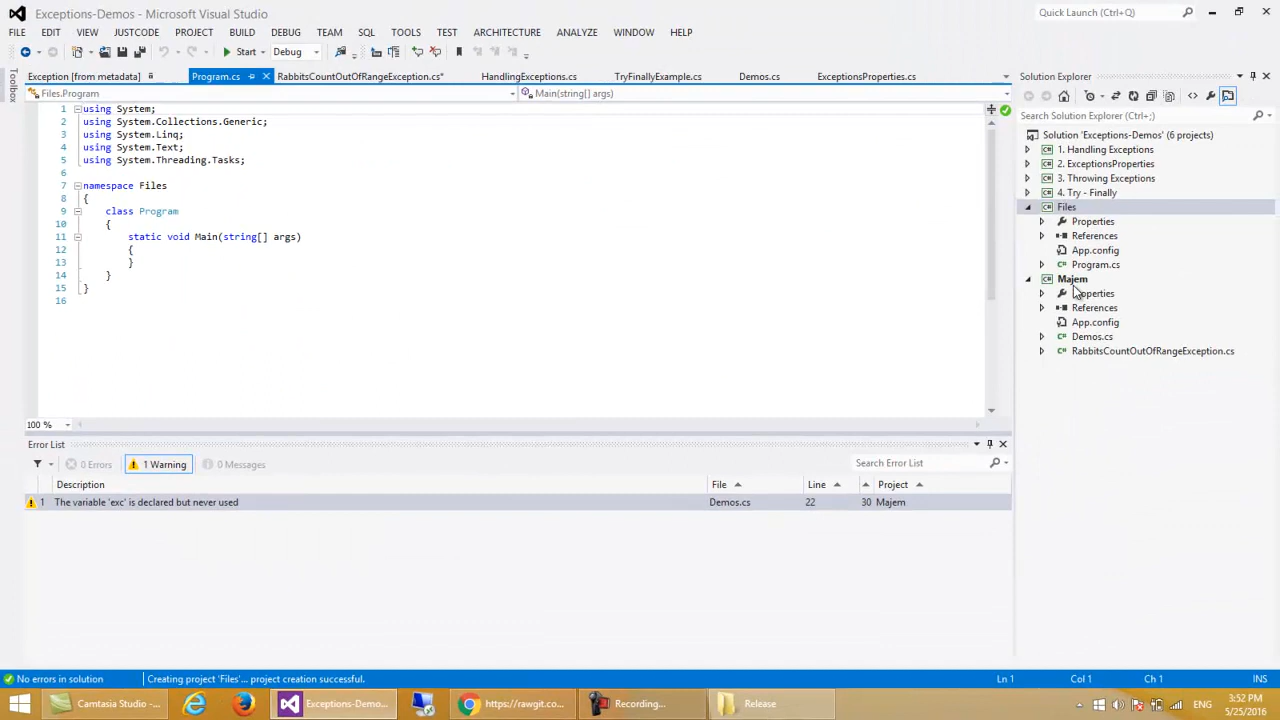 Exceptions-Demos - Microsoft Visual Studio
Quick Launch (Ctrl+Q)
FILE EDIT VIEW JUSTCODE PROJECT BUILD DEBUG TEAM SQL TOOLS TEST ARCHITECTURE ANALYZE WINDOW HELP
Start Debug
Toolbox
Exception [from metadata] Program.cs RabbitsCountOutOfRangeException.cs* HandlingExceptions.cs TryFinallyExample.cs Demos.cs ExceptionsProperties.cs
Files.Program Main(string[] args)
1 using System;
2 using System.Collections.Generic;
3 using System.Linq;
4 using System.Text;
5 using System.Threading.Tasks;
6
7 namespace Files
8 {
9 class Program
10 {
11 static void Main(string[] args)
12 {
13 }
14 }
15 }
16
100 %
Solution Explorer
Search Solution Explorer (Ctrl+;)
Solution 'Exceptions-Demos' (6 projects)
1. Handling Exceptions
2. ExceptionsProperties
3. Throwing Exceptions
4. Try - Finally
Files
Properties
References
App.config
Program.cs
Majem
Properties
References
App.config
Demos.cs
RabbitsCountOutOfRangeException.cs
Error List
0 Errors 1 Warning 0 Messages
Search Error List
Description File Line Project
1 The variable 'exc' is declared but never used Demos.cs 22 30 Majem
No errors in solution Creating project 'Files'... project creation successful. Ln 1 Col 1 Ch 1 INS
Camtasia Studio -... Exceptions-Demo... https://rawgit.co... Recording... Release
ENG
3:52 PM
5/25/2016